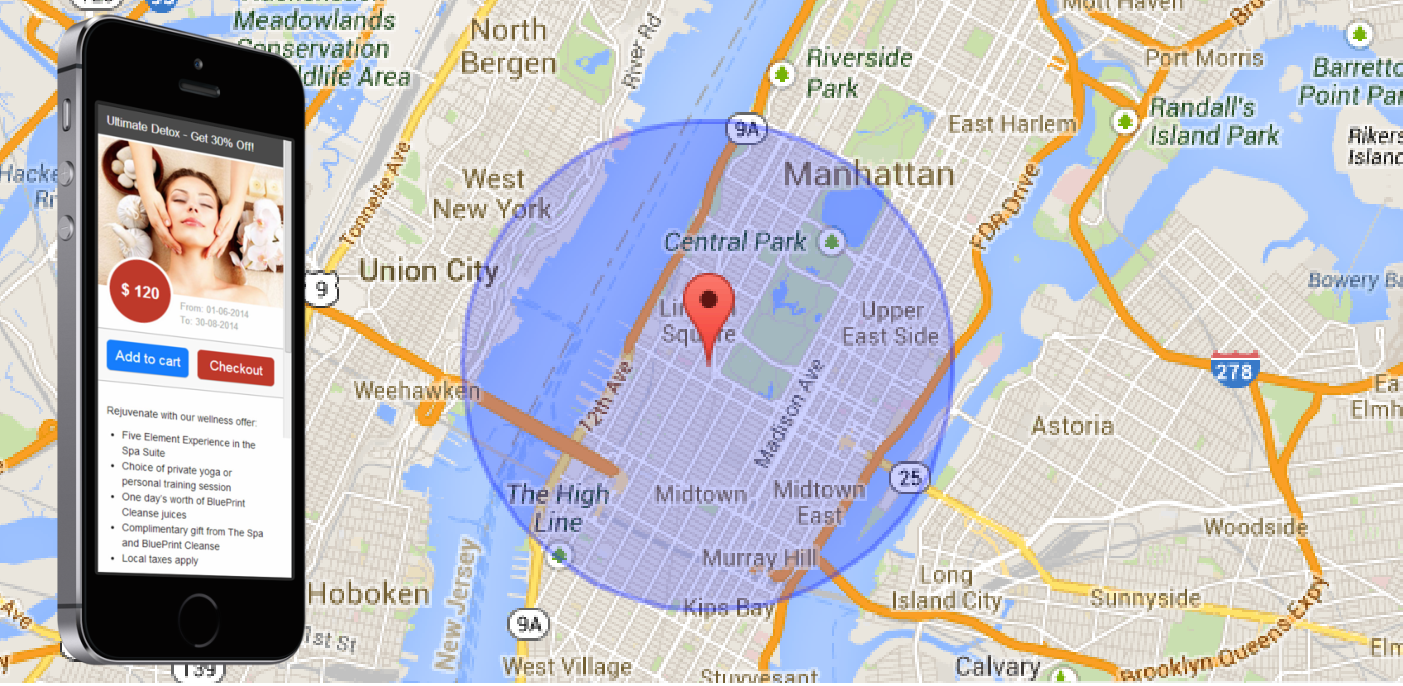 Meadowlands
Conservation
Wildlife Area
North
Bergen
River Rd
Mott Haven
Riverside
Park
Port Morris
Barretto
Point Park
Randall's
Island Park
Rikers
Island
9A
East Harlem
Manhattan
West
New York
Tonnelle Ave
FDR Drive
Central Park
Union City
9
Lincoln
Square
Upper
East Side
Bowery Ba
278
Weehawken
12th Ave
Madison Ave
Astoria
Ea
Elmh
25
The High
Line
Midtown
Midtown
East
Woodside
Murray Hill
Long
Island City
Sunnyside
Hoboken
New Jersey
Kips Bay
1st St
9A
139
West Village
Stuyvesant
Calvary
Brooklyn Queens Expy
Elm
Ave
Ultimate Detox - Get 30% Off!
$ 120
From: 01-06-2014
To: 30-08-2014
Add to cart
Checkout
Rejuvenate with our wellness offer:
• Five Element Experience in the
Spa Suite
• Choice of private yoga or
personal training session
• One day's worth of BluePrint
Cleanse juices
• Complimentary gift from The Spa
and BluePrint Cleanse
• Local taxes apply